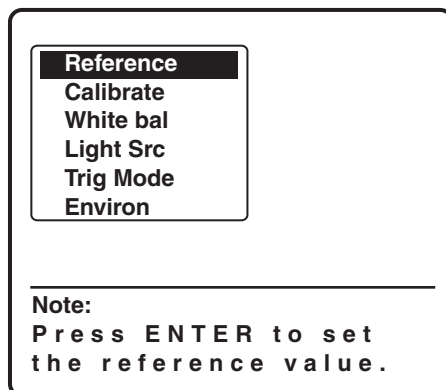 Reference
Calibrate
White bal
Light Src
Trig Mode
Environ
Note:
Press ENTER to set
the reference value.